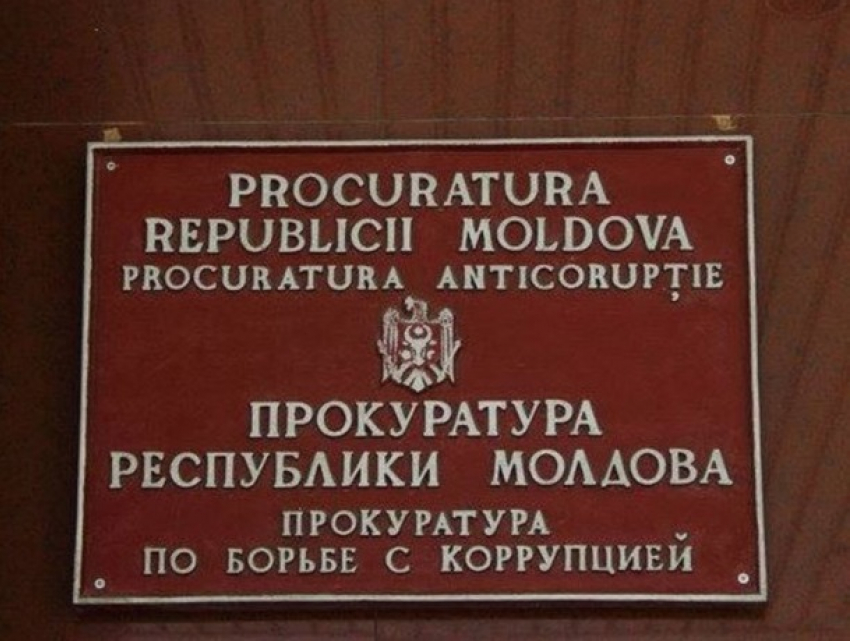 PROCURATURA
REPUBLICII MOLDOVA
PROCURATURA ANTICORUPȚIE
ПРОКУРАТУРА
РЕСПУБЛИКИ МОЛДОВА
ПРОКУРАТУРА
ПО БОРЬБЕ С КОРРУПЦИЕЙ